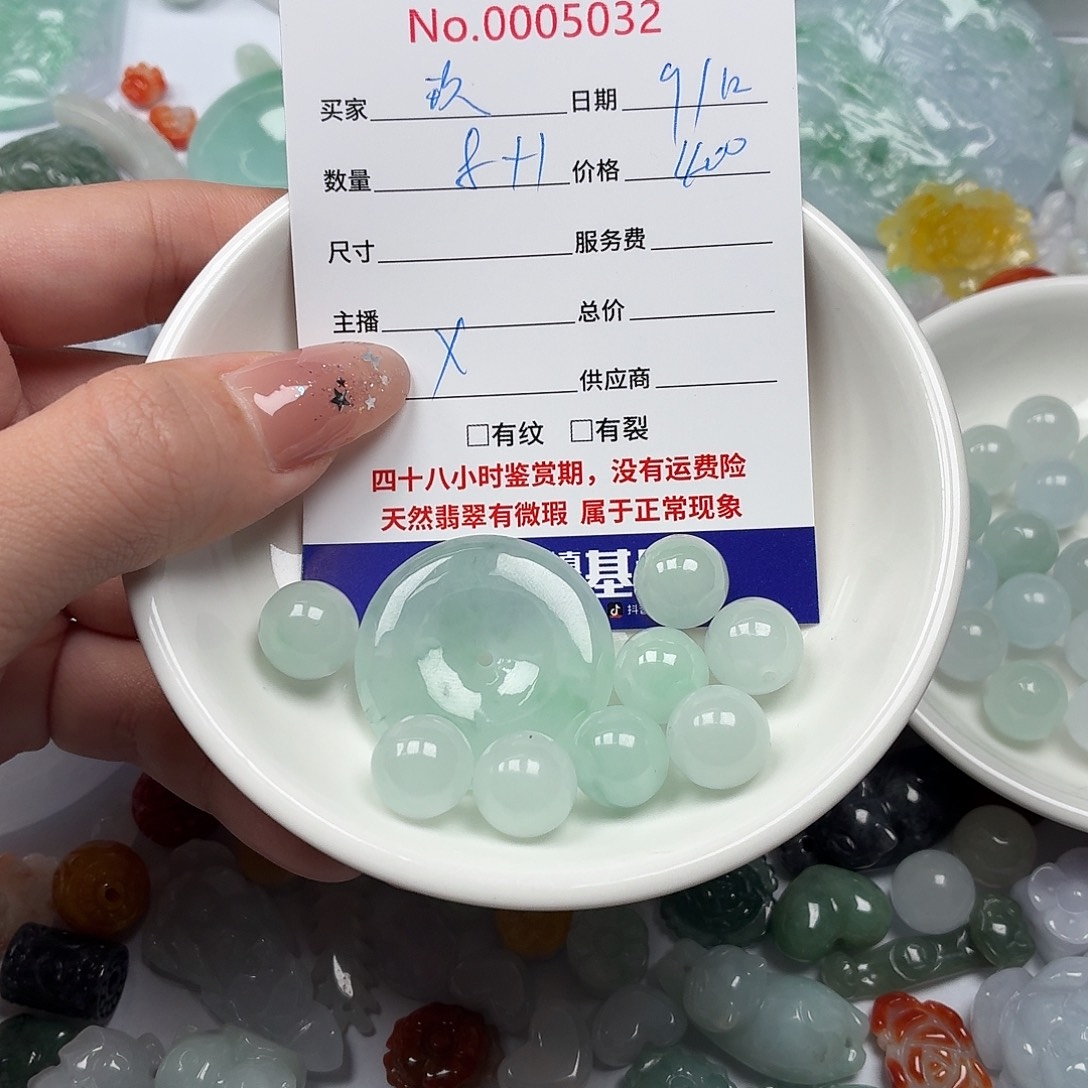 No.0005032
买家 玖 日期 9/12
数量 8+1 价格 400
尺寸 服务费
主播 总价
X 供应商
□有纹 □有裂
四十八小时鉴赏期，没有运费险
天然翡翠有微瑕 属于正常现象
基
抖